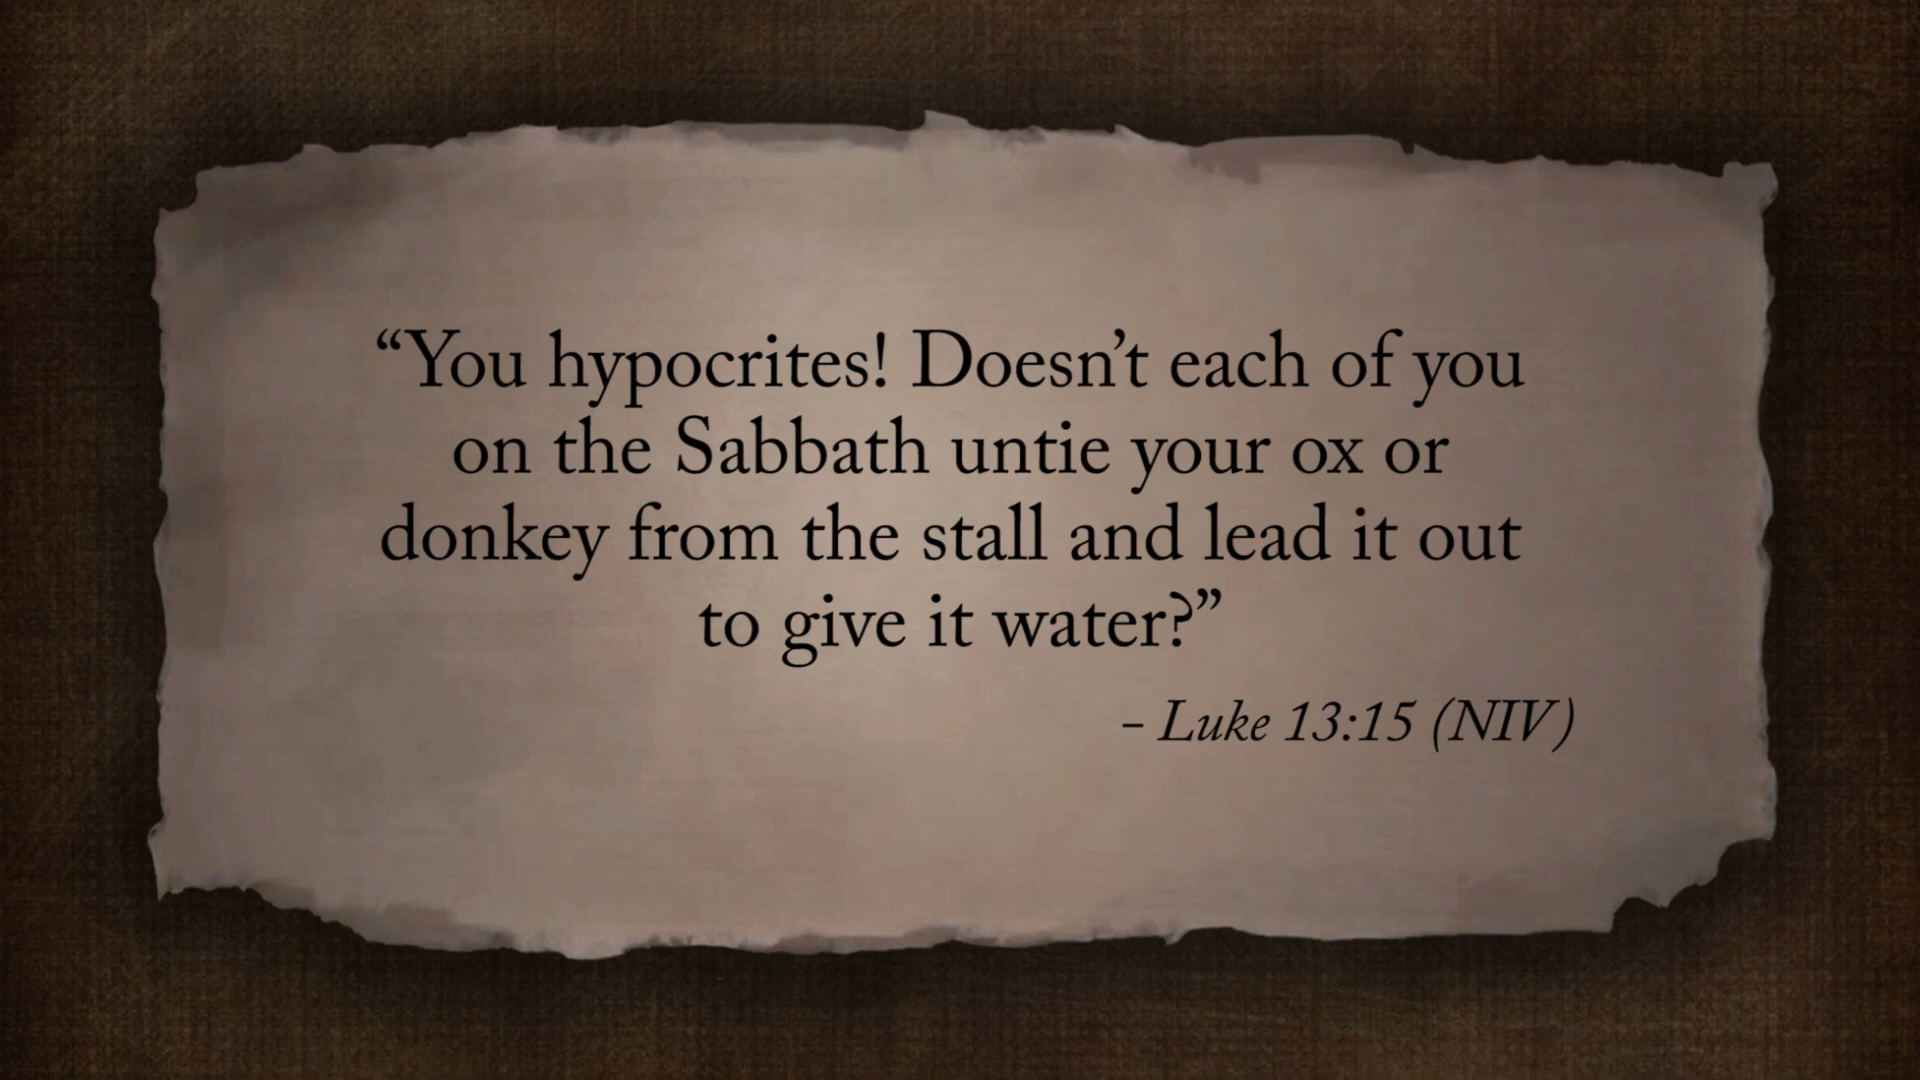 “You hypocrites! Doesn’t each of you
on the Sabbath untie your ox or
donkey from the stall and lead it out
to give it water?”
– Luke 13:15 (NIV)